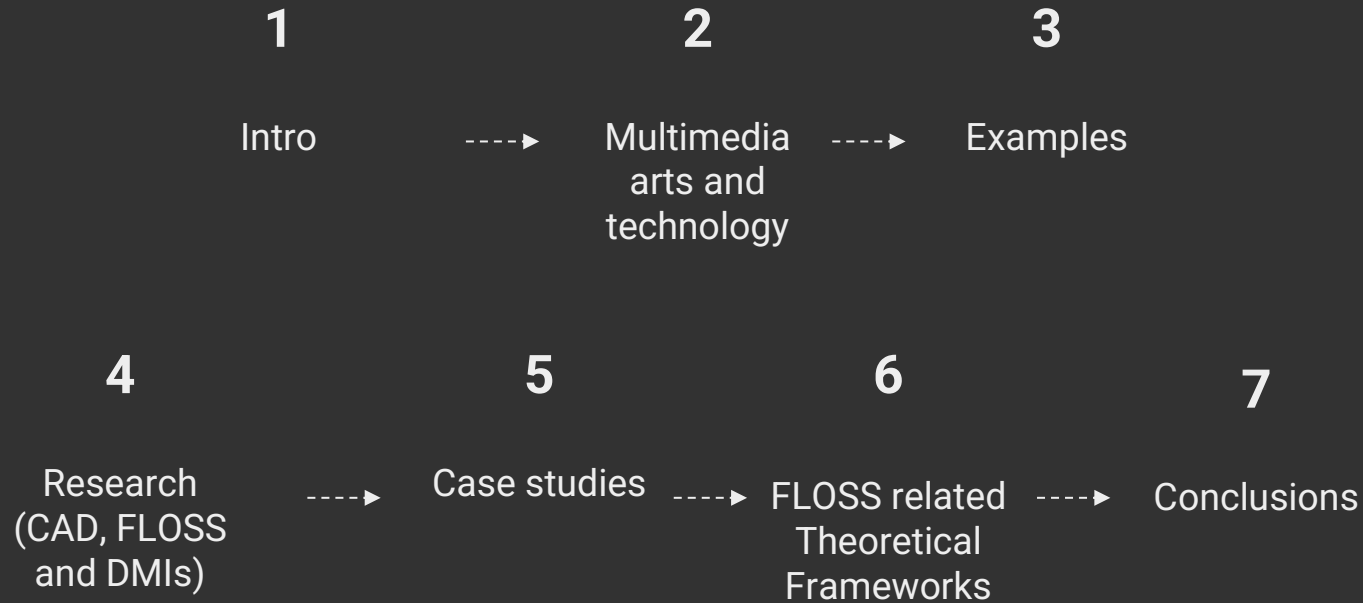 1
2
3
Intro
Multimedia
arts and
technology
Examples
4
5
6
7
Research
(CAD, FLOSS
and DMIs)
Case studies
FLOSS related
Theoretical
Frameworks
Conclusions